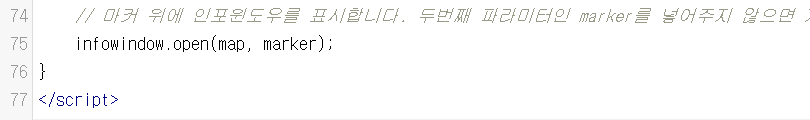 74 // 마커 위에 인포윈도우를 표시합니다. 두번째 파라미터인 marker를 넣어주지 않으면
75 infowindow.open(map, marker);
76 }
77 </script>